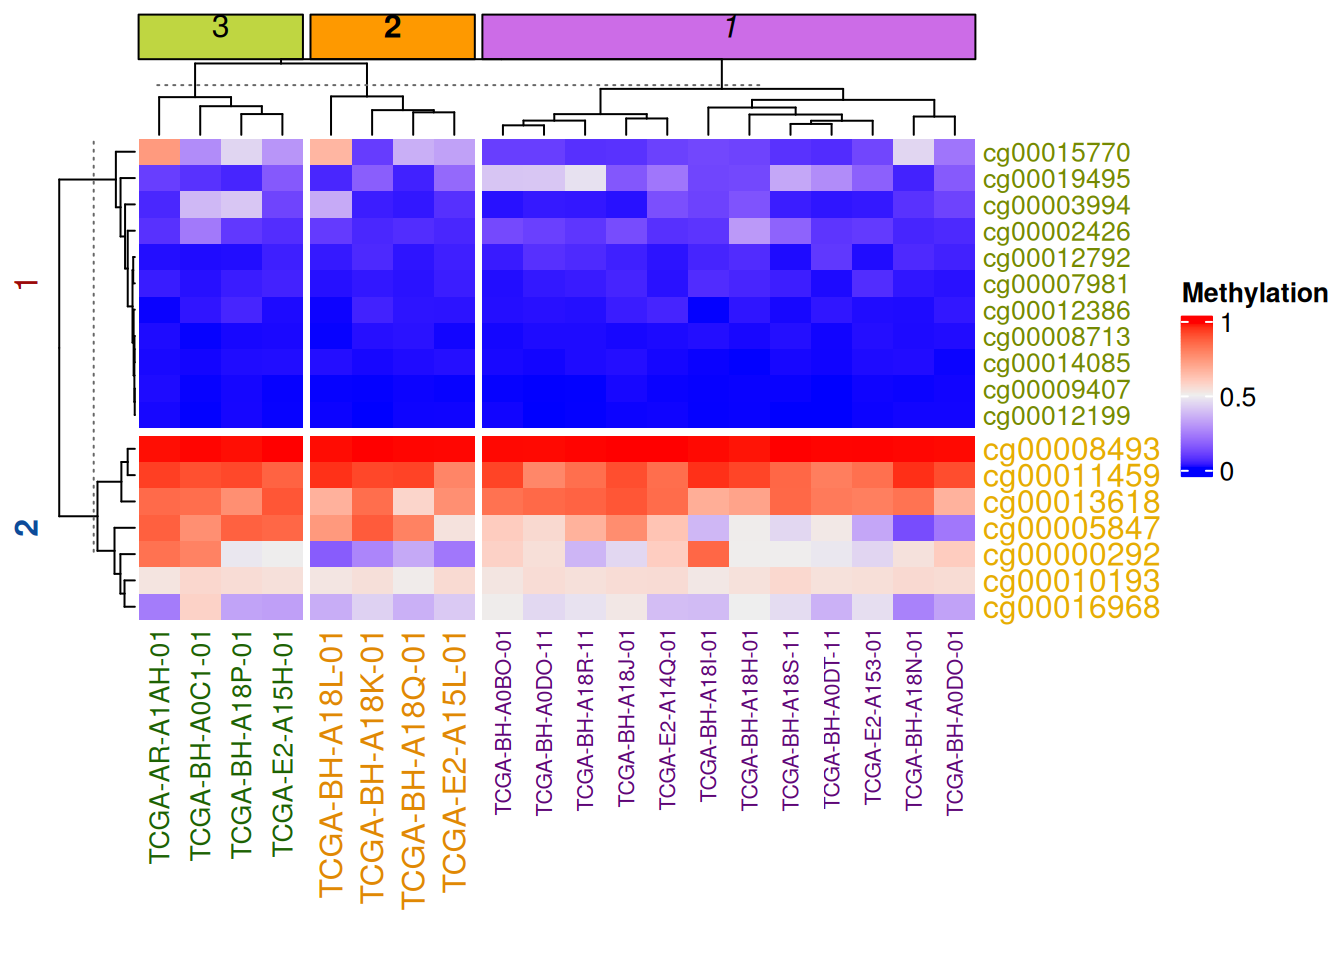 3
2
1
cg00015770
cg00019495
cg00003994
cg00002426
cg00012792
cg00007981
cg00012386
cg00008713
cg00014085
cg00009407
cg00012199
cg00008493
cg00011459
cg00013618
cg00005847
cg00000292
cg00010193
cg00016968
1
2
Methylation
1
0.5
0
TCGA-AR-A1AH-01
TCGA-BH-A0C1-01
TCGA-BH-A18P-01
TCGA-E2-A15H-01
TCGA-BH-A18L-01
TCGA-BH-A18K-01
TCGA-BH-A18Q-01
TCGA-E2-A15L-01
TCGA-BH-A0BO-01
TCGA-BH-A0DO-11
TCGA-BH-A18R-11
TCGA-BH-A18J-01
TCGA-E2-A14Q-01
TCGA-BH-A18I-01
TCGA-BH-A18H-01
TCGA-BH-A18S-11
TCGA-BH-A0DT-11
TCGA-E2-A153-01
TCGA-BH-A18N-01
TCGA-BH-A0DO-01